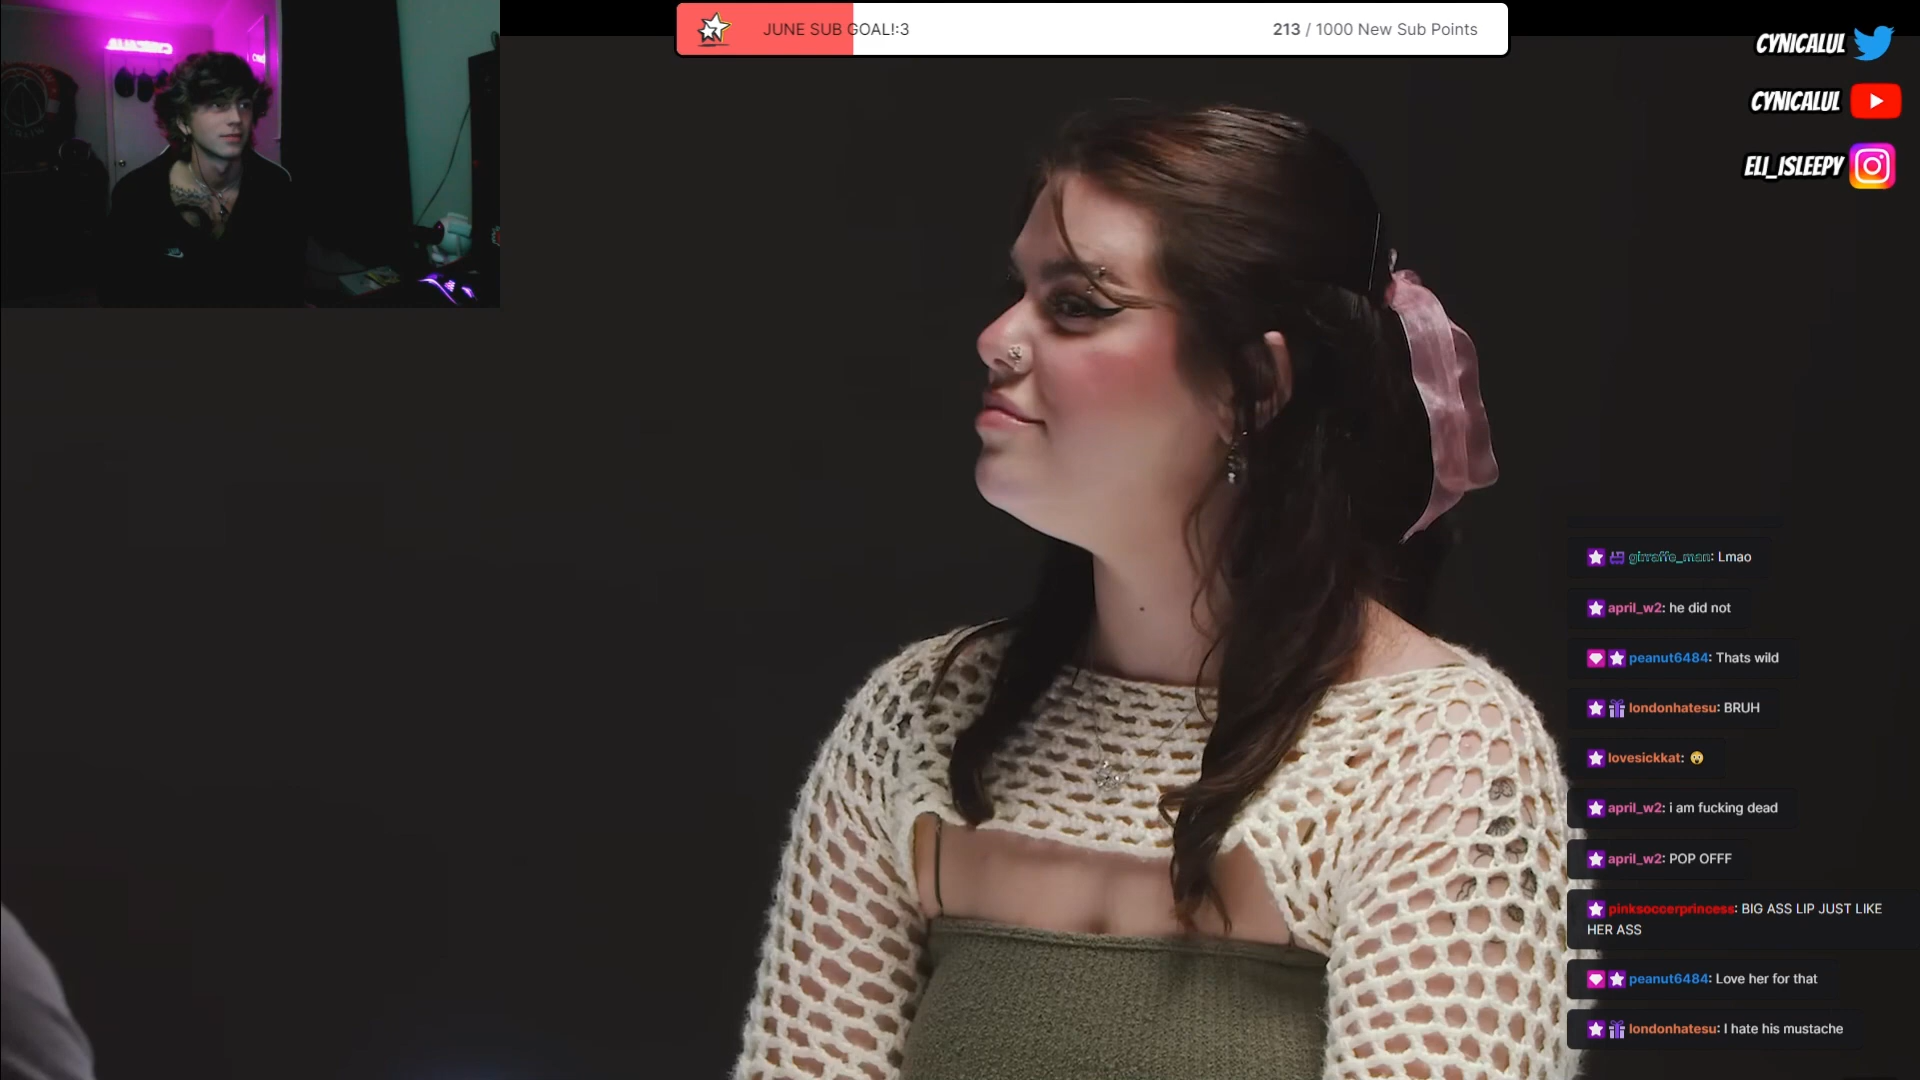 JUNE SUB GOAL!:3
213 / 1000 New Sub Points
CYNICALUL
CYNICALUL
ELI_ISLEEPY
girraffe_man: Lmao
april_w2: he did not
peanut6484: Thats wild
londonhatesu: BRUH
lovesickkat: 😲
april_w2: i am fucking dead
april_w2: POP OFFF
pinksoccerprincess: BIG ASS LIP JUST LIKE
HER ASS
peanut6484: Love her for that
londonhatesu: I hate his mustache